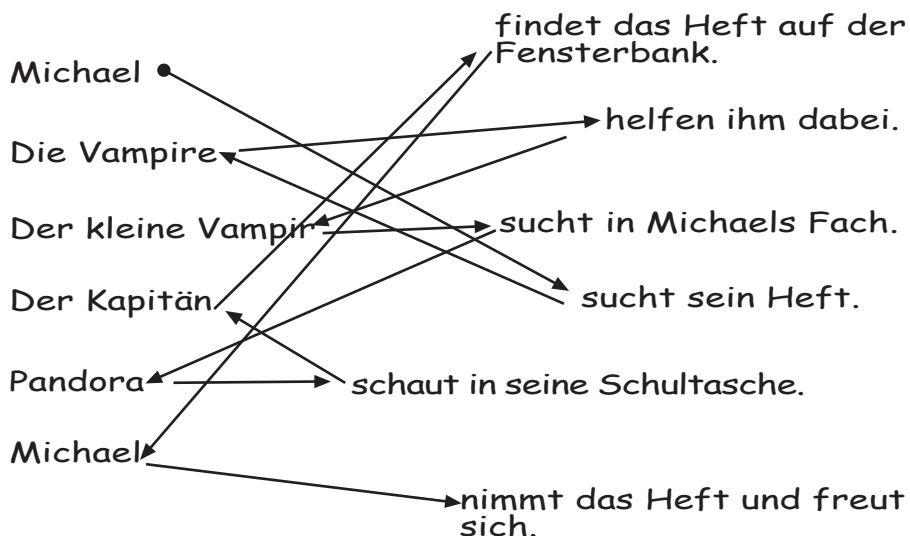 findet das Heft auf der
Fensterbank.
Michael
helfen ihm dabei.
Die Vampire
Der kleine Vampir
sucht in Michaels Fach.
Der Kapitän
sucht sein Heft.
Pandora
schaut in seine Schultasche.
Michael
nimmt das Heft und freut
sich.